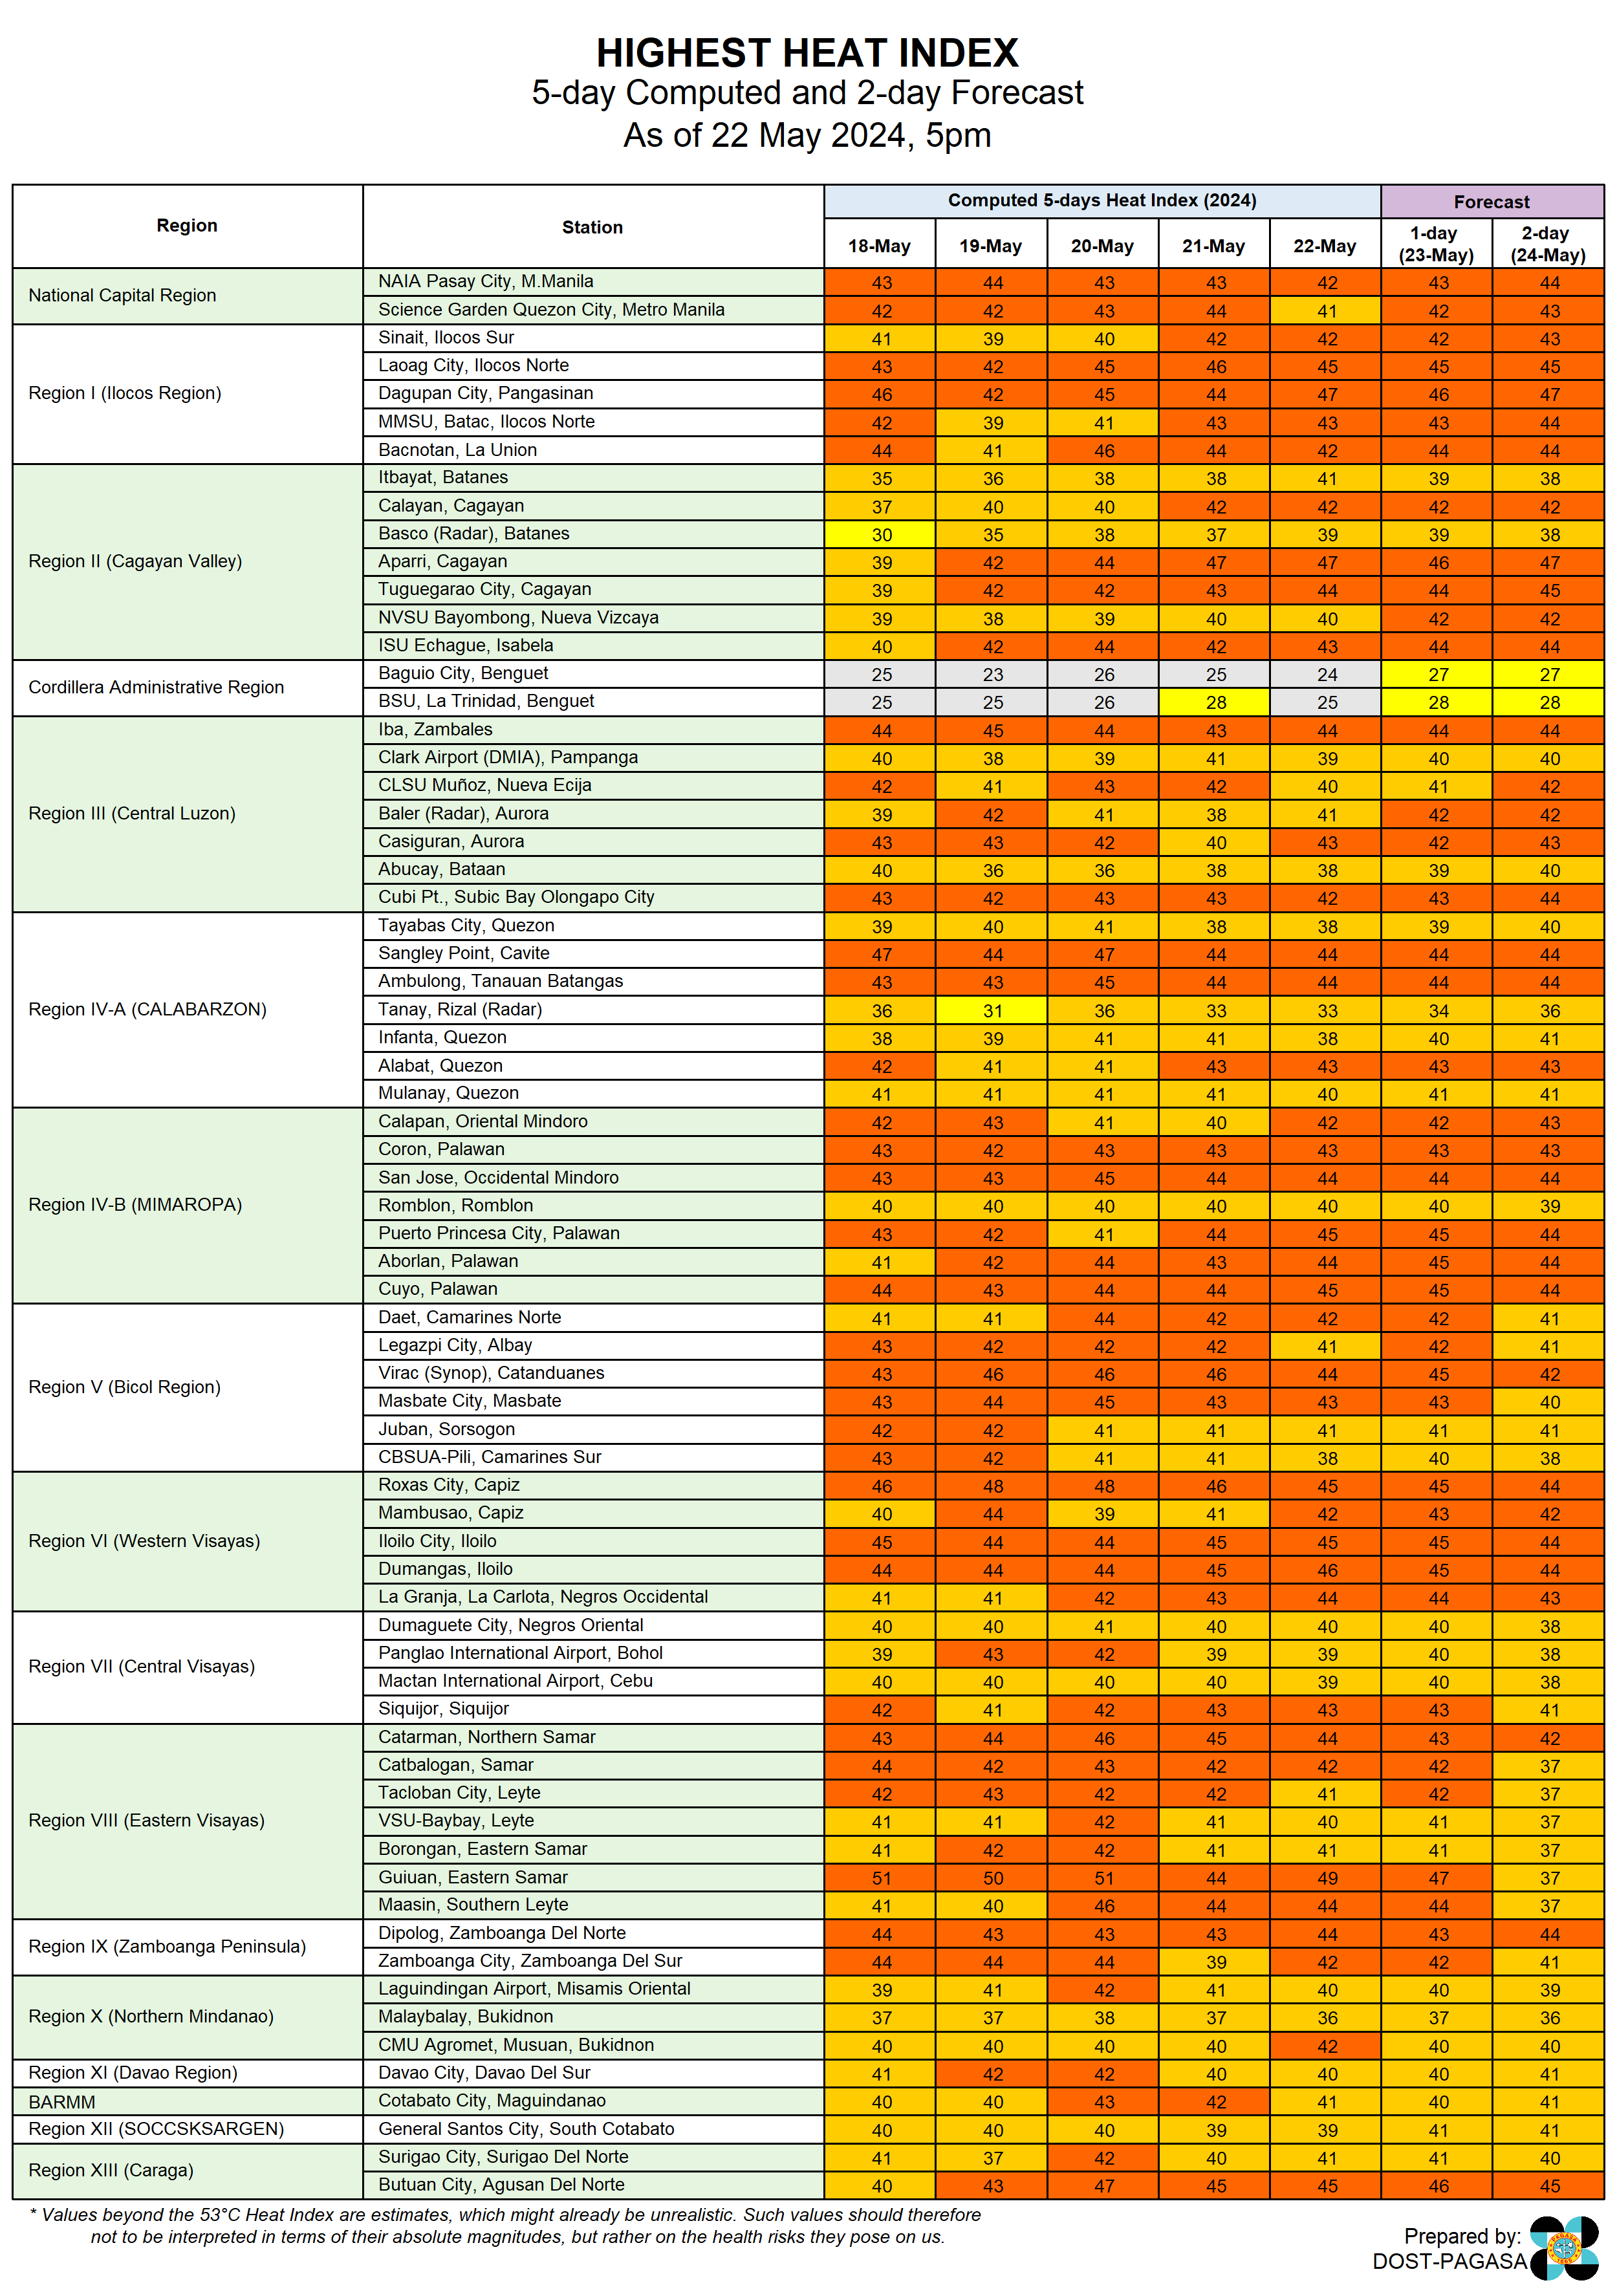 HIGHEST HEAT INDEX
5-day Computed and 2-day Forecast
As of 22 May 2024, 5pm
Region Station Computed 5-days Heat Index (2024) Forecast
18-May 19-May 20-May 21-May 22-May 1-day (23-May) 2-day (24-May)
National Capital Region
NAIA Pasay City, M.Manila 43 44 43 43 42 43 44
Science Garden Quezon City, Metro Manila 42 42 43 44 41 42 43
Region I (Ilocos Region)
Sinait, Ilocos Sur 41 39 40 42 42 42 43
Laoag City, Ilocos Norte 43 42 45 46 45 45 45
Dagupan City, Pangasinan 46 42 45 44 47 46 47
MMSU, Batac, Ilocos Norte 42 39 41 43 43 43 44
Bacnotan, La Union 44 41 46 44 42 44 44
Region II (Cagayan Valley)
Itbayat, Batanes 35 36 38 38 41 39 38
Calayan, Cagayan 37 40 40 42 42 42 42
Basco (Radar), Batanes 30 35 38 37 39 39 38
Aparri, Cagayan 39 42 44 47 47 46 47
Tuguegarao City, Cagayan 39 42 42 43 44 44 45
NVSU Bayombong, Nueva Vizcaya 39 38 39 40 40 42 42
ISU Echague, Isabela 40 42 44 42 43 44 44
Cordillera Administrative Region
Baguio City, Benguet 25 23 26 25 24 27 27
BSU, La Trinidad, Benguet 25 25 26 28 25 28 28
Region III (Central Luzon)
Iba, Zambales 44 45 44 43 44 44 44
Clark Airport (DMIA), Pampanga 40 38 39 41 39 40 40
CLSU Muñoz, Nueva Ecija 42 41 43 42 40 41 42
Baler (Radar), Aurora 39 42 41 38 41 42 42
Casiguran, Aurora 43 43 42 40 43 42 43
Abucay, Bataan 40 36 36 38 38 39 40
Cubi Pt., Subic Bay Olongapo City 43 42 43 43 42 43 44
Region IV-A (CALABARZON)
Tayabas City, Quezon 39 40 41 38 38 39 40
Sangley Point, Cavite 47 44 47 44 44 44 44
Ambulong, Tanauan Batangas 43 43 45 44 44 44 44
Tanay, Rizal (Radar) 36 31 36 33 33 34 36
Infanta, Quezon 38 39 41 41 38 40 41
Alabat, Quezon 42 41 41 43 43 43 43
Mulanay, Quezon 41 41 41 41 40 41 41
Region IV-B (MIMAROPA)
Calapan, Oriental Mindoro 42 43 41 40 42 42 43
Coron, Palawan 43 42 43 43 43 43 43
San Jose, Occidental Mindoro 43 43 45 44 44 44 44
Romblon, Romblon 40 40 40 40 40 40 39
Puerto Princesa City, Palawan 43 42 41 44 45 45 44
Aborlan, Palawan 41 42 44 43 44 45 44
Cuyo, Palawan 44 43 44 44 45 45 44
Region V (Bicol Region)
Daet, Camarines Norte 41 41 44 42 42 42 41
Legazpi City, Albay 43 42 42 42 41 42 41
Virac (Synop), Catanduanes 43 46 46 46 44 45 42
Masbate City, Masbate 43 44 45 43 43 43 40
Juban, Sorsogon 42 42 41 41 41 41 41
CBSUA-Pili, Camarines Sur 43 42 41 41 38 40 38
Region VI (Western Visayas)
Roxas City, Capiz 46 48 48 46 45 45 44
Mambusao, Capiz 40 44 39 41 42 43 42
Iloilo City, Iloilo 45 44 44 45 45 45 44
Dumangas, Iloilo 44 44 44 45 46 45 44
La Granja, La Carlota, Negros Occidental 41 41 42 43 44 44 43
Region VII (Central Visayas)
Dumaguete City, Negros Oriental 40 40 41 40 40 40 38
Panglao International Airport, Bohol 39 43 42 39 39 40 38
Mactan International Airport, Cebu 40 40 40 40 39 40 38
Siquijor, Siquijor 42 41 42 43 43 43 41
Region VIII (Eastern Visayas)
Catarman, Northern Samar 43 44 46 45 44 43 42
Catbalogan, Samar 44 42 43 42 42 42 37
Tacloban City, Leyte 42 43 42 42 41 42 37
VSU-Baybay, Leyte 41 41 42 41 40 41 37
Borongan, Eastern Samar 41 42 42 41 41 41 37
Guiuan, Eastern Samar 51 50 51 44 49 47 37
Maasin, Southern Leyte 41 40 46 44 44 44 37
Region IX (Zamboanga Peninsula)
Dipolog, Zamboanga Del Norte 44 43 43 43 44 43 44
Zamboanga City, Zamboanga Del Sur 44 44 44 39 42 42 41
Region X (Northern Mindanao)
Laguindingan Airport, Misamis Oriental 39 41 42 41 40 40 39
Malaybalay, Bukidnon 37 37 38 37 36 37 36
CMU Agromet, Musuan, Bukidnon 40 40 40 40 42 40 40
Region XI (Davao Region) Davao City, Davao Del Sur 41 42 42 40 40 40 41
BARMM Cotabato City, Maguindanao 40 40 43 42 41 40 41
Region XII (SOCCSKSARGEN) General Santos City, South Cotabato 40 40 40 39 39 41 41
Region XIII (Caraga)
Surigao City, Surigao Del Norte 41 37 42 40 41 41 40
Butuan City, Agusan Del Norte 40 43 47 45 45 46 45
* Values beyond the 53°C Heat Index are estimates, which might already be unrealistic. Such values should therefore
not to be interpreted in terms of their absolute magnitudes, but rather on the health risks they pose on us.
Prepared by:
DOST-PAGASA